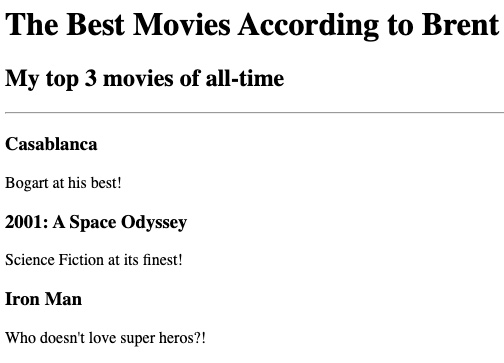 The Best Movies According to Brent
My top 3 movies of all-time
Casablanca
Bogart at his best!
2001: A Space Odyssey
Science Fiction at its finest!
Iron Man
Who doesn't love super heros?!